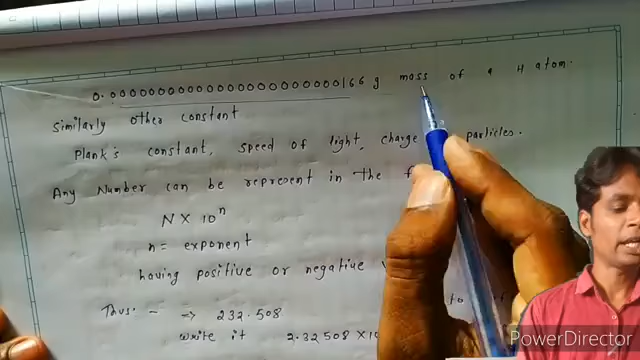 0.00000000000000000000000166 g mass of a H atom.
Similarly other constant
Plank's constant, speed of light, charge particles.
Any Number can be represent in the
N × 10ⁿ
n = exponent
having positive or negative
Thus. – => 232.508
write it 2.32508 × 10
PowerDirector